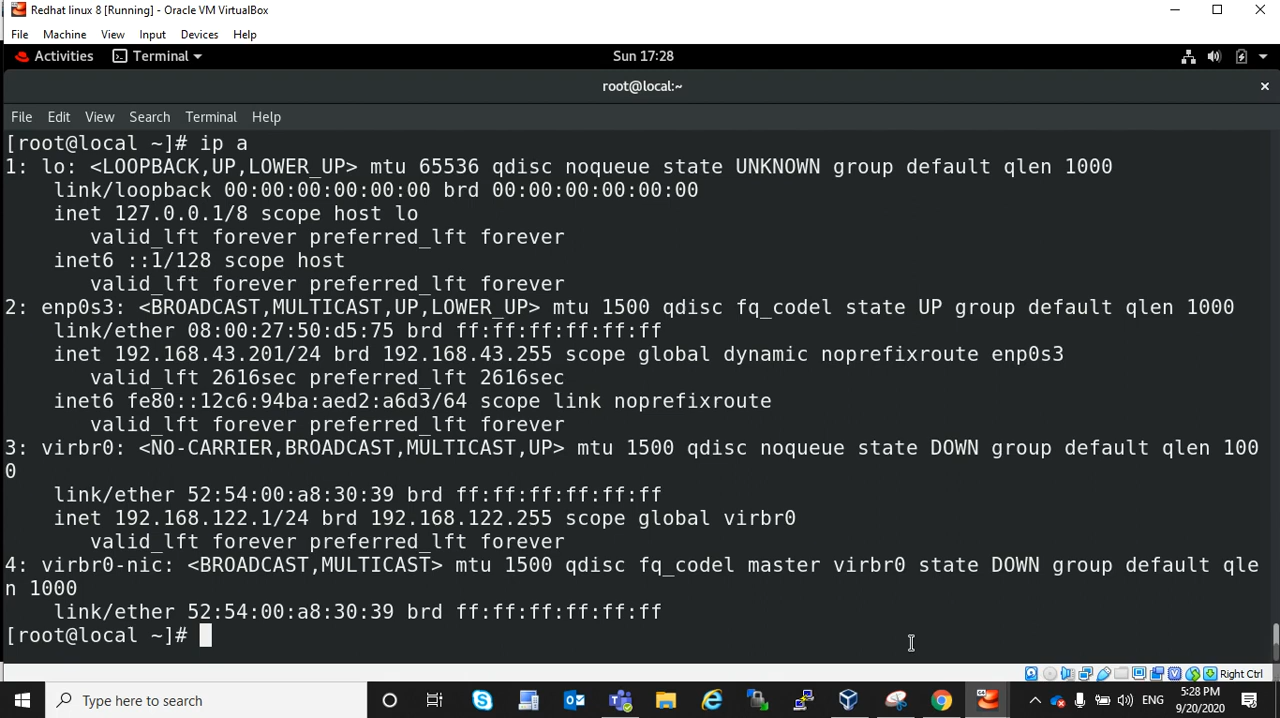 Redhat linux 8 [Running] - Oracle VM VirtualBox
File Machine View Input Devices Help
Activities Terminal Sun 17:28
root@local:~
File Edit View Search Terminal Help
[root@local ~]# ip a
1: lo: <LOOPBACK,UP,LOWER_UP> mtu 65536 qdisc noqueue state UNKNOWN group default qlen 1000
    link/loopback 00:00:00:00:00:00 brd 00:00:00:00:00:00
    inet 127.0.0.1/8 scope host lo
       valid_lft forever preferred_lft forever
    inet6 ::1/128 scope host
       valid_lft forever preferred_lft forever
2: enp0s3: <BROADCAST,MULTICAST,UP,LOWER_UP> mtu 1500 qdisc fq_codel state UP group default qlen 1000
    link/ether 08:00:27:50:d5:75 brd ff:ff:ff:ff:ff:ff
    inet 192.168.43.201/24 brd 192.168.43.255 scope global dynamic noprefixroute enp0s3
       valid_lft 2616sec preferred_lft 2616sec
    inet6 fe80::12c6:94ba:aed2:a6d3/64 scope link noprefixroute
       valid_lft forever preferred_lft forever
3: virbr0: <NO-CARRIER,BROADCAST,MULTICAST,UP> mtu 1500 qdisc noqueue state DOWN group default qlen 100
0
    link/ether 52:54:00:a8:30:39 brd ff:ff:ff:ff:ff:ff
    inet 192.168.122.1/24 brd 192.168.122.255 scope global virbr0
       valid_lft forever preferred_lft forever
4: virbr0-nic: <BROADCAST,MULTICAST> mtu 1500 qdisc fq_codel master virbr0 state DOWN group default qle
n 1000
    link/ether 52:54:00:a8:30:39 brd ff:ff:ff:ff:ff:ff
[root@local ~]#
Right Ctrl
Type here to search
ENG
5:28 PM
9/20/2020